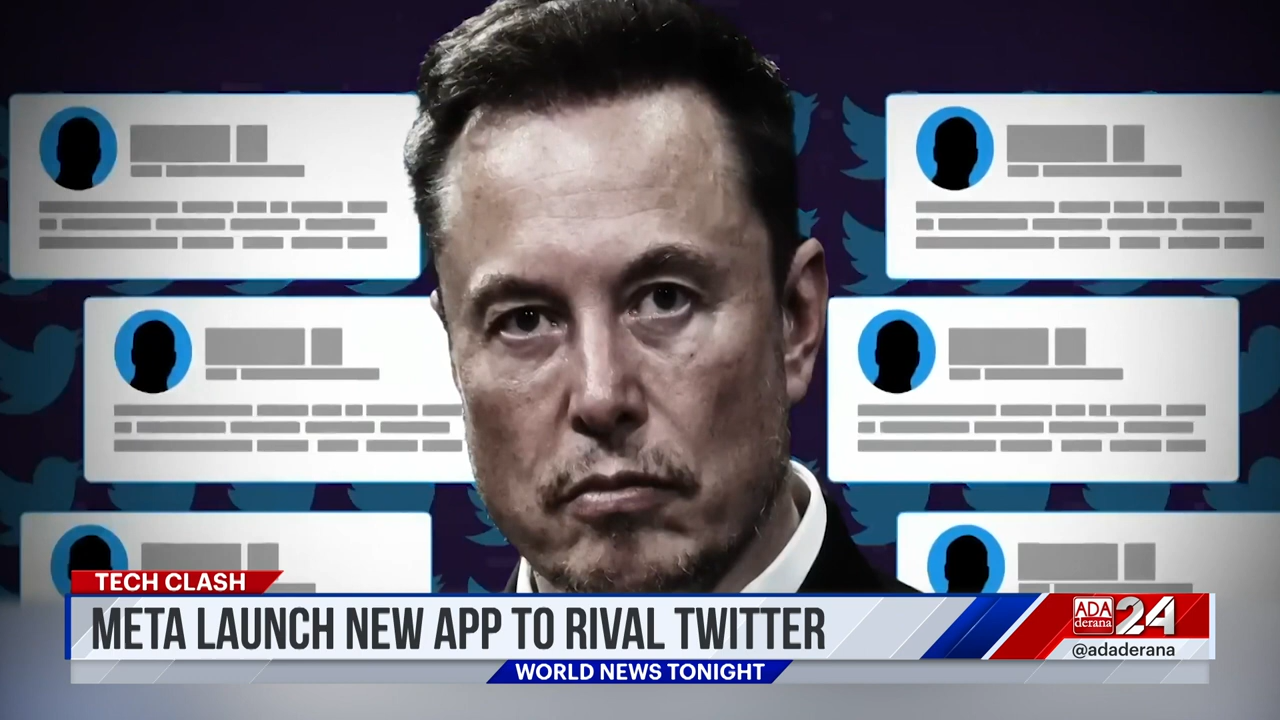 TECH CLASH
META LAUNCH NEW APP TO RIVAL TWITTER
ADA
derana
24
@adaderana
WORLD NEWS TONIGHT